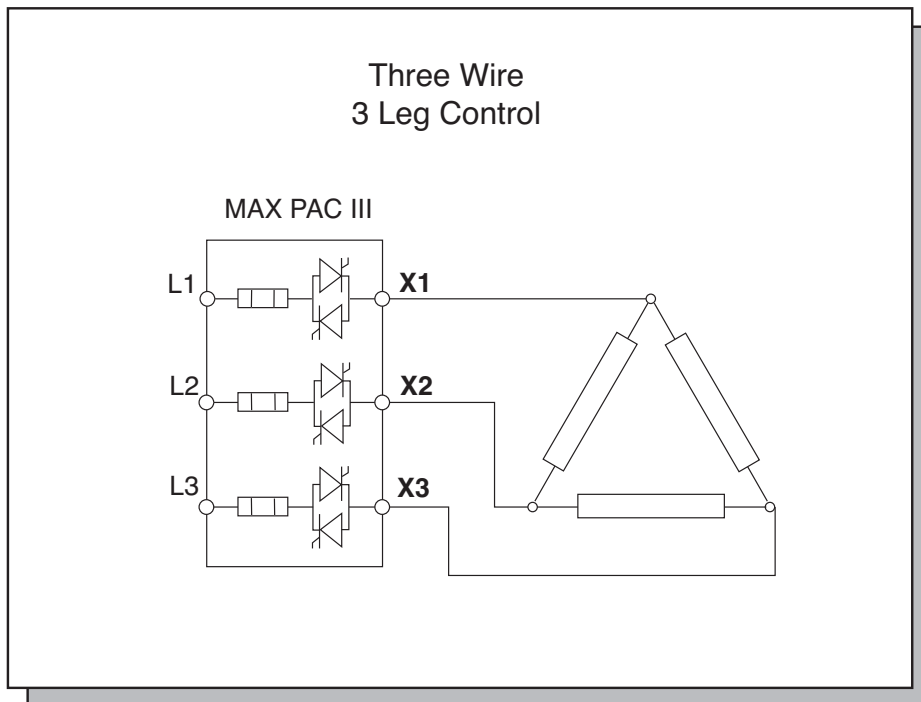 Three Wire
3 Leg Control
MAX PAC III
L1
X1
L2
X2
L3
X3